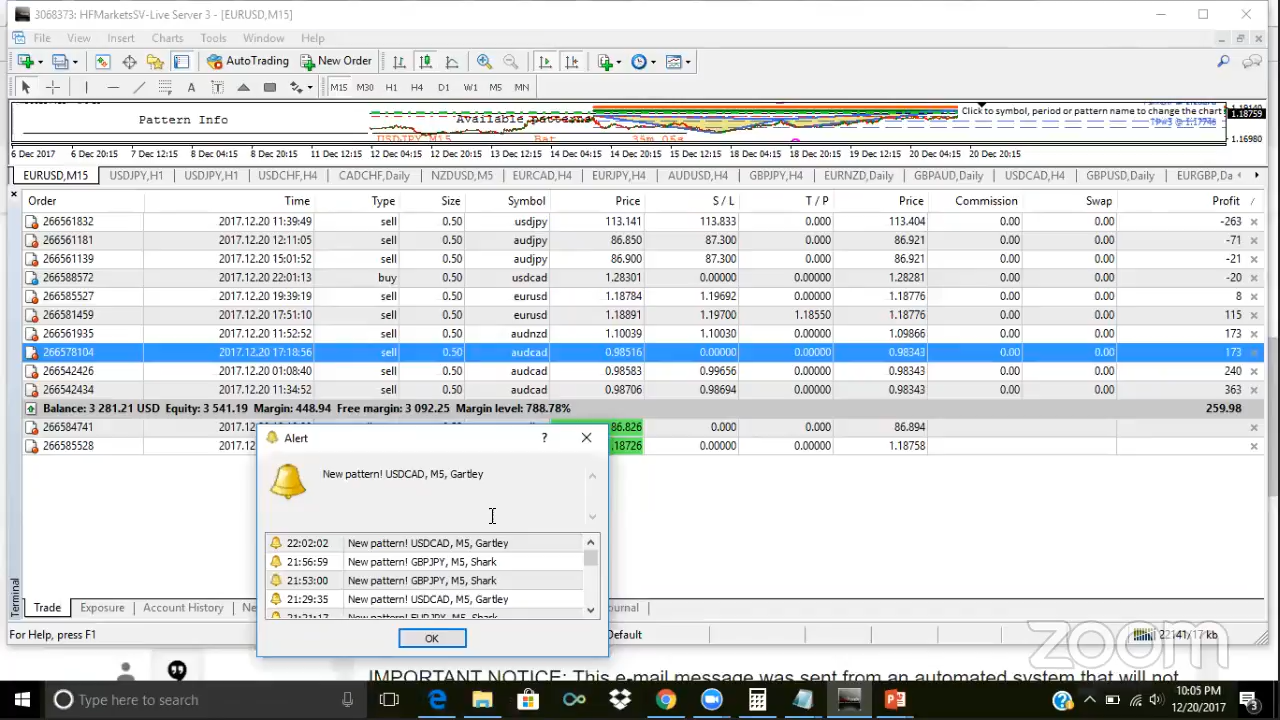 3068373: HFMarketsSV-Live Server 3 - [EURUSD,M15]
File View Insert Charts Tools Window Help
AutoTrading New Order
M15 M30 H1 H4 D1 W1 M5 MN
Pattern Info Available patterns Click to symbol, period or pattern name to change the chart 1.18759
USDJPY,M15 Bat 35m 05s 1.16980
6 Dec 2017 6 Dec 20:15 7 Dec 12:15 8 Dec 04:15 8 Dec 20:15 11 Dec 12:15 12 Dec 04:15 12 Dec 20:15 13 Dec 12:15 14 Dec 04:15 14 Dec 20:15 15 Dec 12:15 18 Dec 04:15 18 Dec 20:15 19 Dec 12:15 20 Dec 04:15 20 Dec 20:15
EURUSD,M15 USDJPY,H1 USDJPY,H1 USDCHF,H4 CADCHF,Daily NZDUSD,M5 EURCAD,H4 EURJPY,H4 AUDUSD,H4 GBPJPY,H4 EURNZD,Daily GBPAUD,Daily USDCAD,H4 GBPUSD,Daily EURGBP,Da
Order Time Type Size Symbol Price S / L T / P Price Commission Swap Profit
266561832 2017.12.20 11:39:49 sell 0.50 usdjpy 113.141 113.833 0.000 113.404 0.00 0.00 -263
266561181 2017.12.20 12:11:05 sell 0.50 audjpy 86.850 87.300 0.000 86.921 0.00 0.00 -71
266561139 2017.12.20 15:01:52 sell 0.50 audjpy 86.900 87.300 0.000 86.921 0.00 0.00 -21
266588572 2017.12.20 22:01:13 buy 0.50 usdcad 1.28301 0.00000 0.00000 1.28281 0.00 0.00 -20
266585527 2017.12.20 19:39:19 sell 0.50 eurusd 1.18784 1.19692 0.00000 1.18776 0.00 0.00 8
266581459 2017.12.20 17:51:10 sell 0.50 eurusd 1.18891 1.19700 1.18550 1.18776 0.00 0.00 115
266561935 2017.12.20 11:52:52 sell 0.50 audnzd 1.10039 1.10030 0.00000 1.09866 0.00 0.00 173
266578104 2017.12.20 17:18:56 sell 0.50 audcad 0.98516 0.00000 0.00000 0.98343 0.00 0.00 173
266542426 2017.12.20 01:08:40 sell 0.50 audcad 0.98583 0.99656 0.00000 0.98343 0.00 0.00 240
266542434 2017.12.20 11:34:52 sell 0.50 audcad 0.98706 0.98694 0.00000 0.98343 0.00 0.00 363
Balance: 3 281.21 USD Equity: 3 541.19 Margin: 448.94 Free margin: 3 092.25 Margin level: 788.78% 259.98
266584741 86.826 0.000 0.000 86.894
266585528 .18726 0.00000 0.00000 1.18758
Alert
New pattern! USDCAD, M5, Gartley
22:02:02 New pattern! USDCAD, M5, Gartley
21:56:59 New pattern! GBPJPY, M5, Shark
21:53:00 New pattern! GBPJPY, M5, Shark
21:29:35 New pattern! USDCAD, M5, Gartley
New pattern! EURJPY, M5, Shark
OK
Terminal
Trade Exposure Account History Ne ournal
For Help, press F1 Default 22141/17 kb
zoom
IMPORTANT NOTICE: This e-mail message was sent from an automated system that will not
Type here to search
10:05 PM
12/20/2017
3